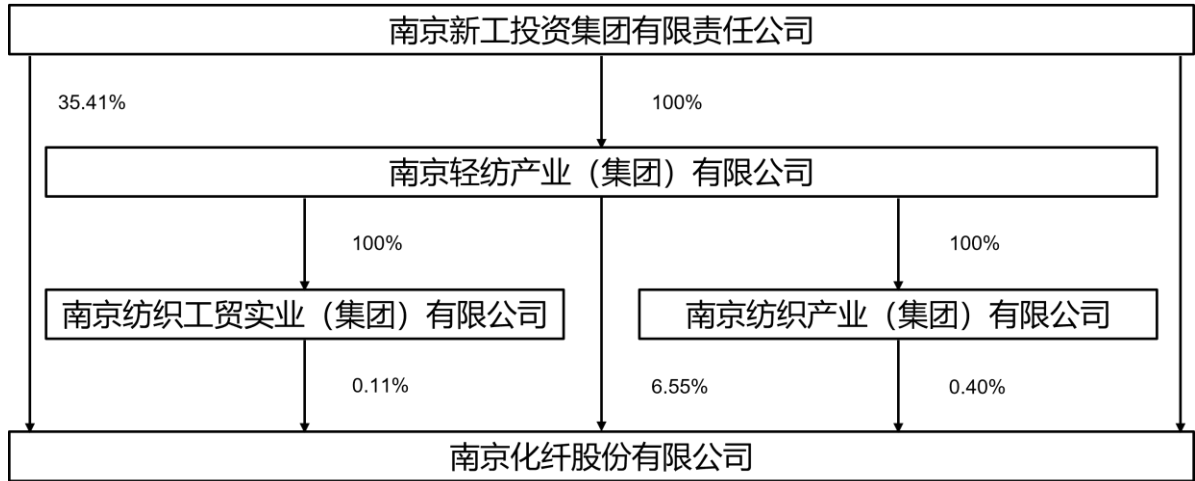 南京新工投资集团有限责任公司
35.41%
100%
南京轻纺产业（集团）有限公司
100%
100%
南京纺织工贸实业（集团）有限公司
南京纺织产业（集团）有限公司
0.11%
6.55%
0.40%
南京化纤股份有限公司